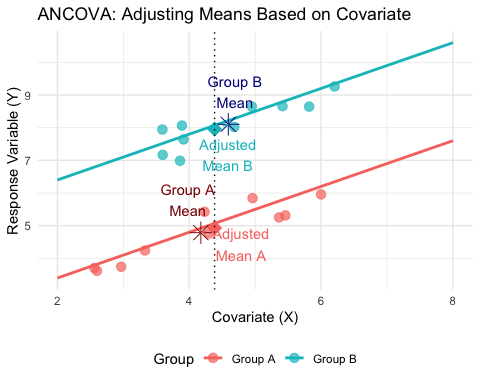 ANCOVA: Adjusting Means Based on Covariate
Response Variable (Y)
9
7
5
Group B
Mean
Adjusted
Mean B
Group A
Mean
Adjusted
Mean A
2
4
6
8
Covariate (X)
Group
Group A
Group B